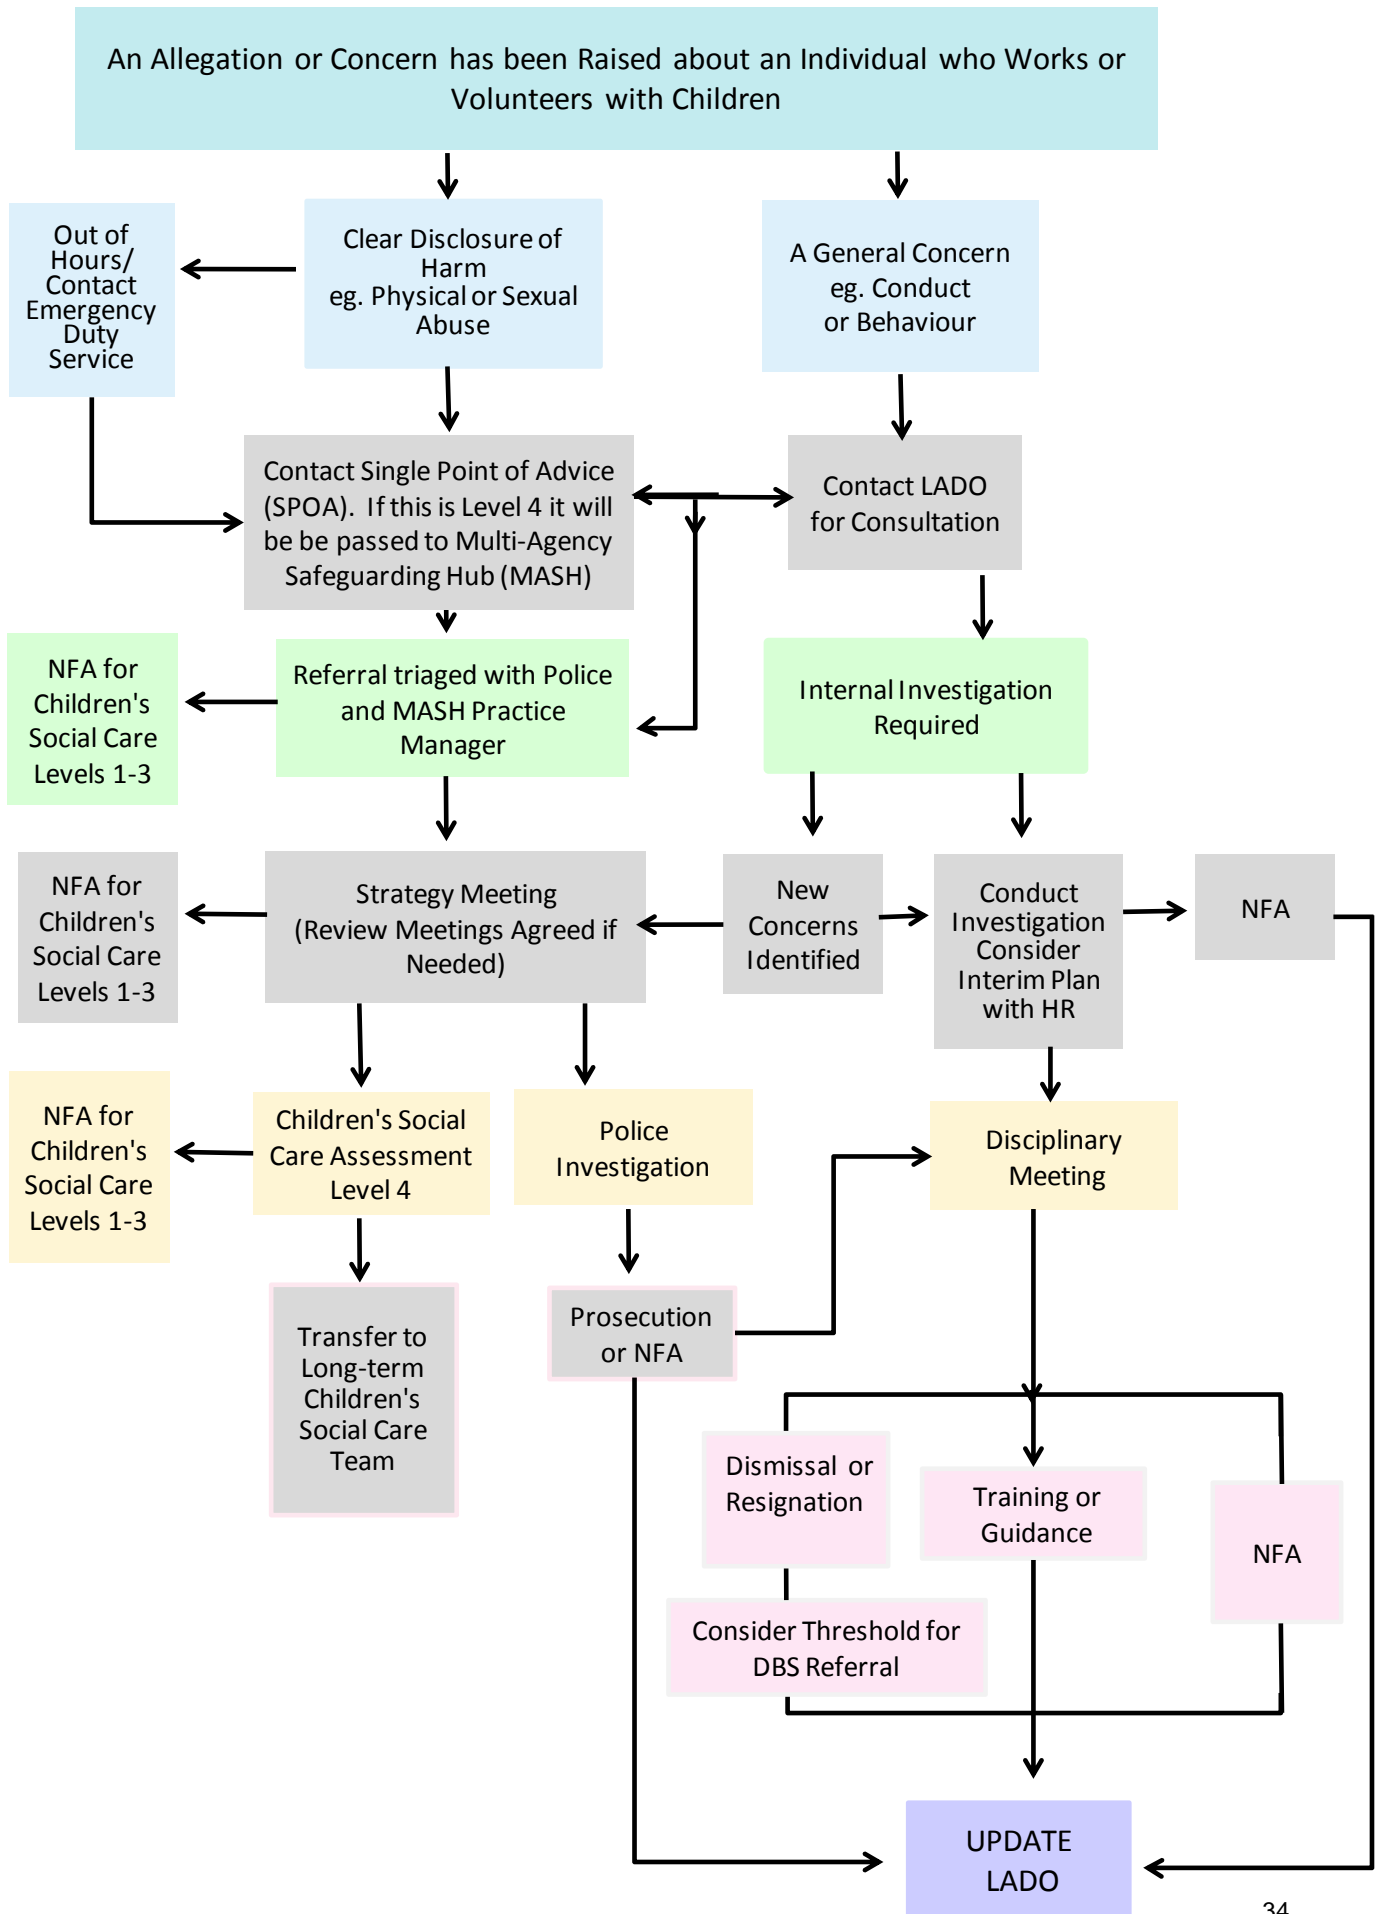 An Allegation or Concern has been Raised about an Individual who Works or
Volunteers with Children
Out of
Hours/
Contact
Emergency
Duty
Service
Clear Disclosure of
Harm
eg. Physical or Sexual
Abuse
A General Concern
eg. Conduct
or Behaviour
Contact Single Point of Advice
(SPOA). If this is Level 4 it will
be be passed to Multi-Agency
Safeguarding Hub (MASH)
Contact LADO
for Consultation
NFA for
Children's
Social Care
Levels 1-3
Referral triaged with Police
and MASH Practice
Manager
Internal Investigation
Required
NFA for
Children's
Social Care
Levels 1-3
Strategy Meeting
(Review Meetings Agreed if
Needed)
New
Concerns
Identified
Conduct
Investigation
Consider
Interim Plan
with HR
NFA
NFA for
Children's
Social Care
Levels 1-3
Children's Social
Care Assessment
Level 4
Police
Investigation
Disciplinary
Meeting
Transfer to
Long-term
Children's
Social Care
Team
Prosecution
or NFA
Dismissal or
Resignation
Training or
Guidance
NFA
Consider Threshold for
DBS Referral
UPDATE
LADO
34